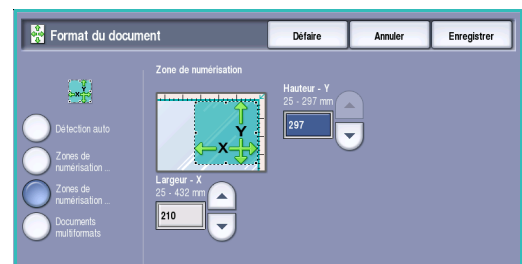 Format du document
Défaire
Annuler
Enregistrer
Zone de numérisation
Hauteur - Y
25 - 297 mm
297
Détection auto
Zones de
numérisation ...
Zones de
numérisation ...
Documents
multiformats
X
Y
X
Y
Largeur - X
25 - 432 mm
210